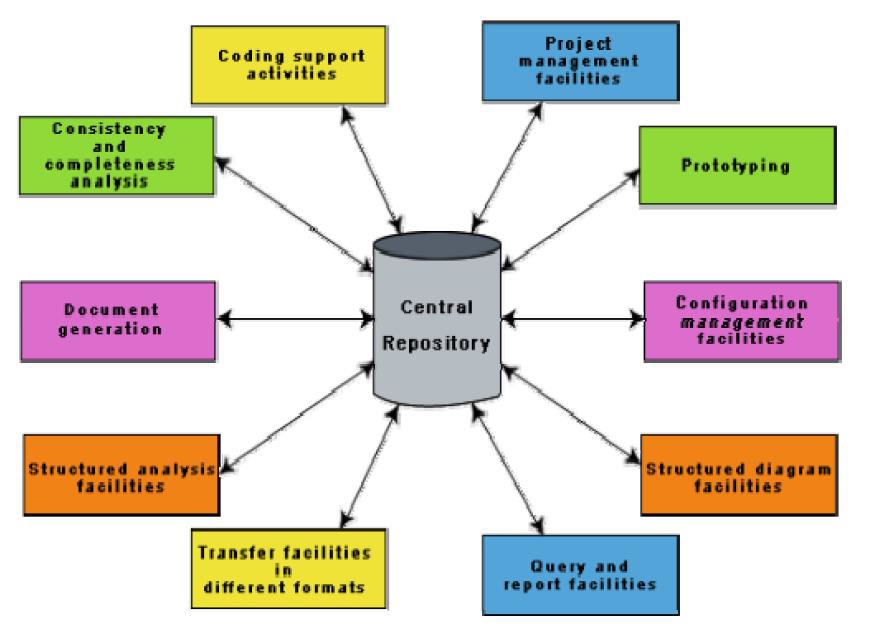 Coding support
activities
Project
management
facilities
Consistency
and
completeness
analysis
Prototyping
Central
Repository
Document
generation
Configuration
management
facilities
Structured analysis
facilities
Structured diagram
facilities
Transfer facilities
in
different formats
Query and
report facilities